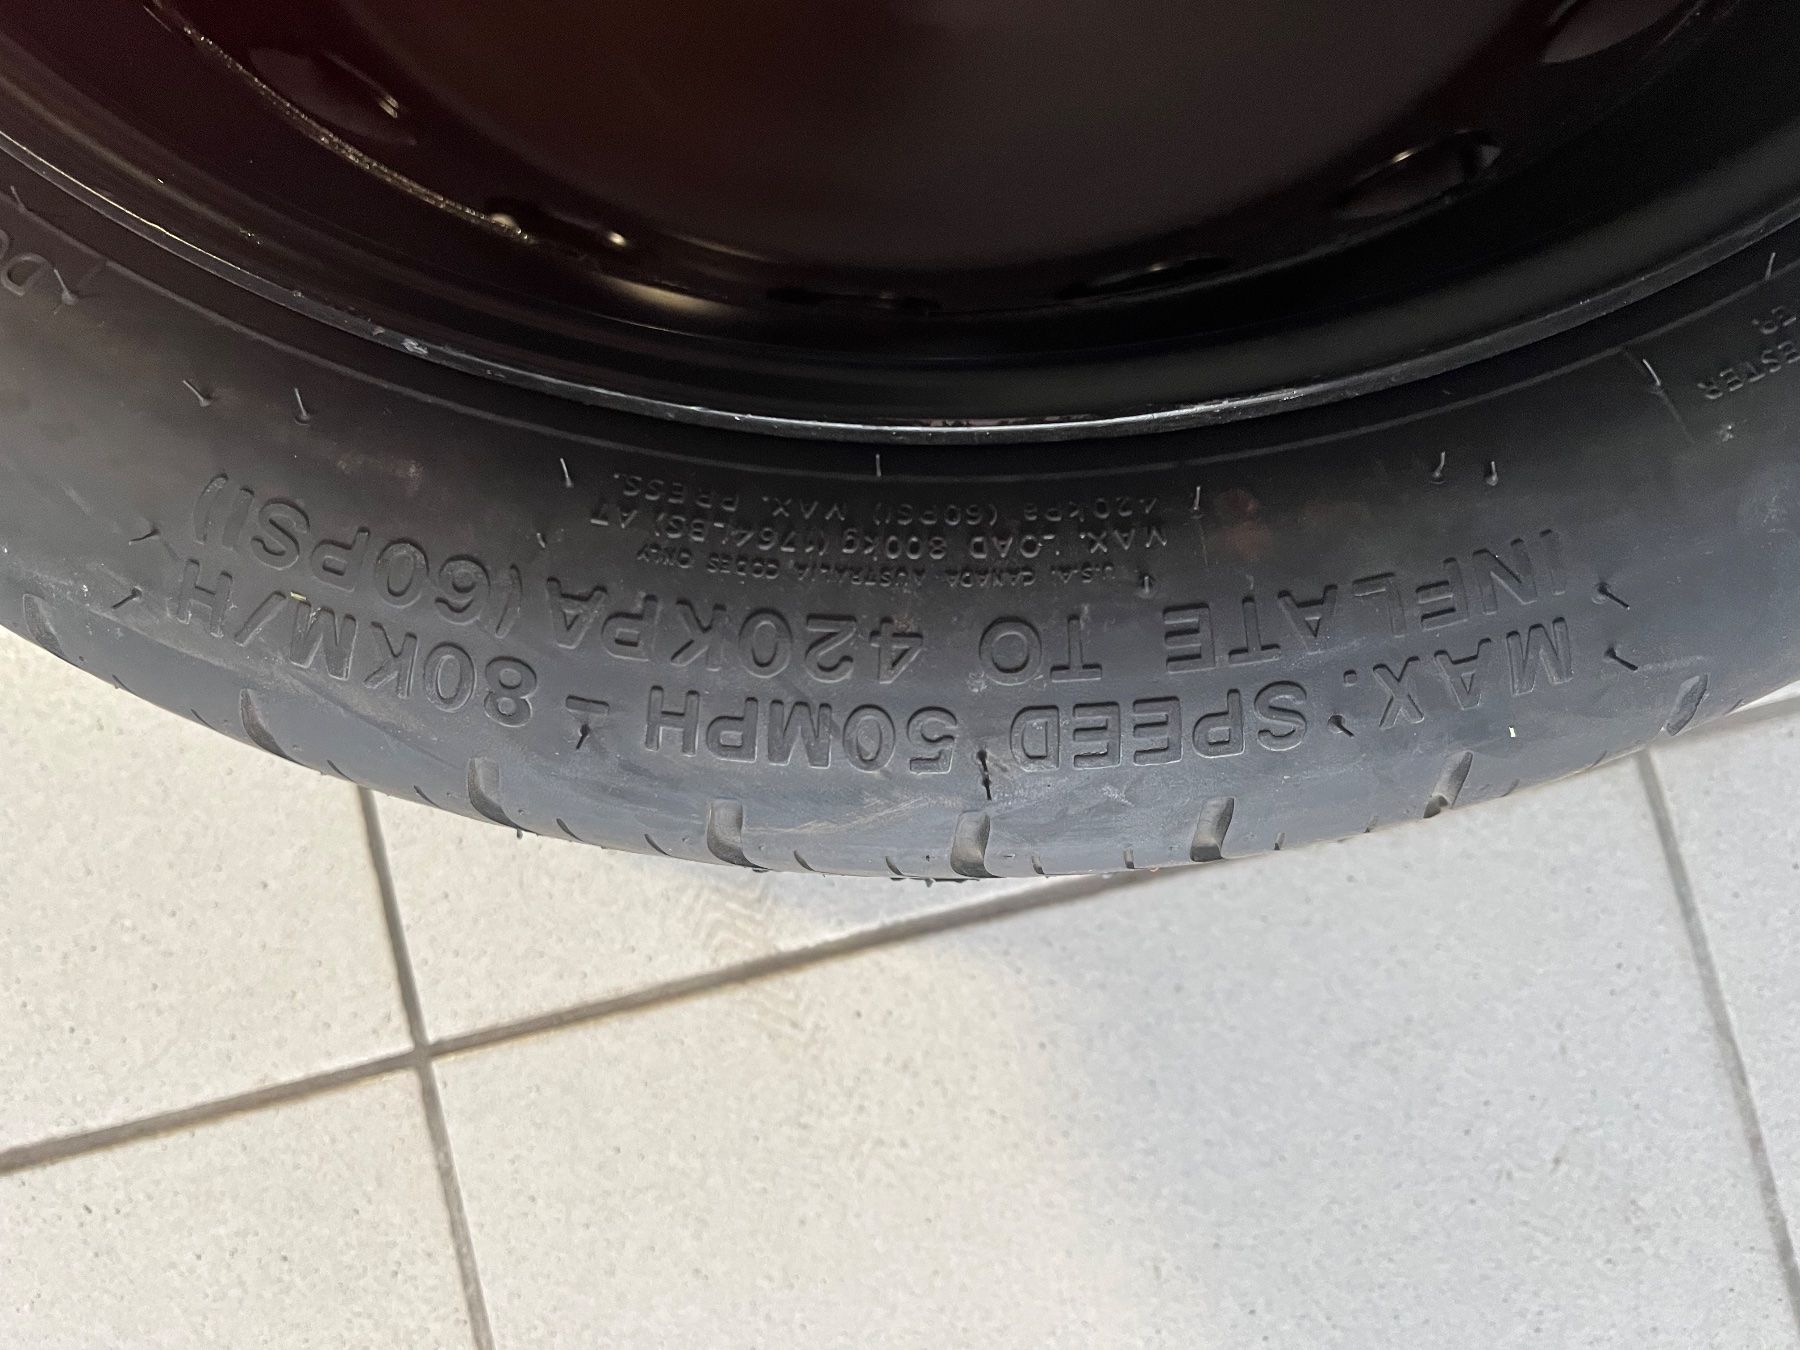 MAX. SPEED 50MPH - 80KM/H
INFLATE TO 420KPA (60PSI)
U.S.A. CANADA AUSTRALIA CODES ONLY
MAX. LOAD 800kg (1764LBS) AT
420kPa (60PSI) MAX. PRESS.